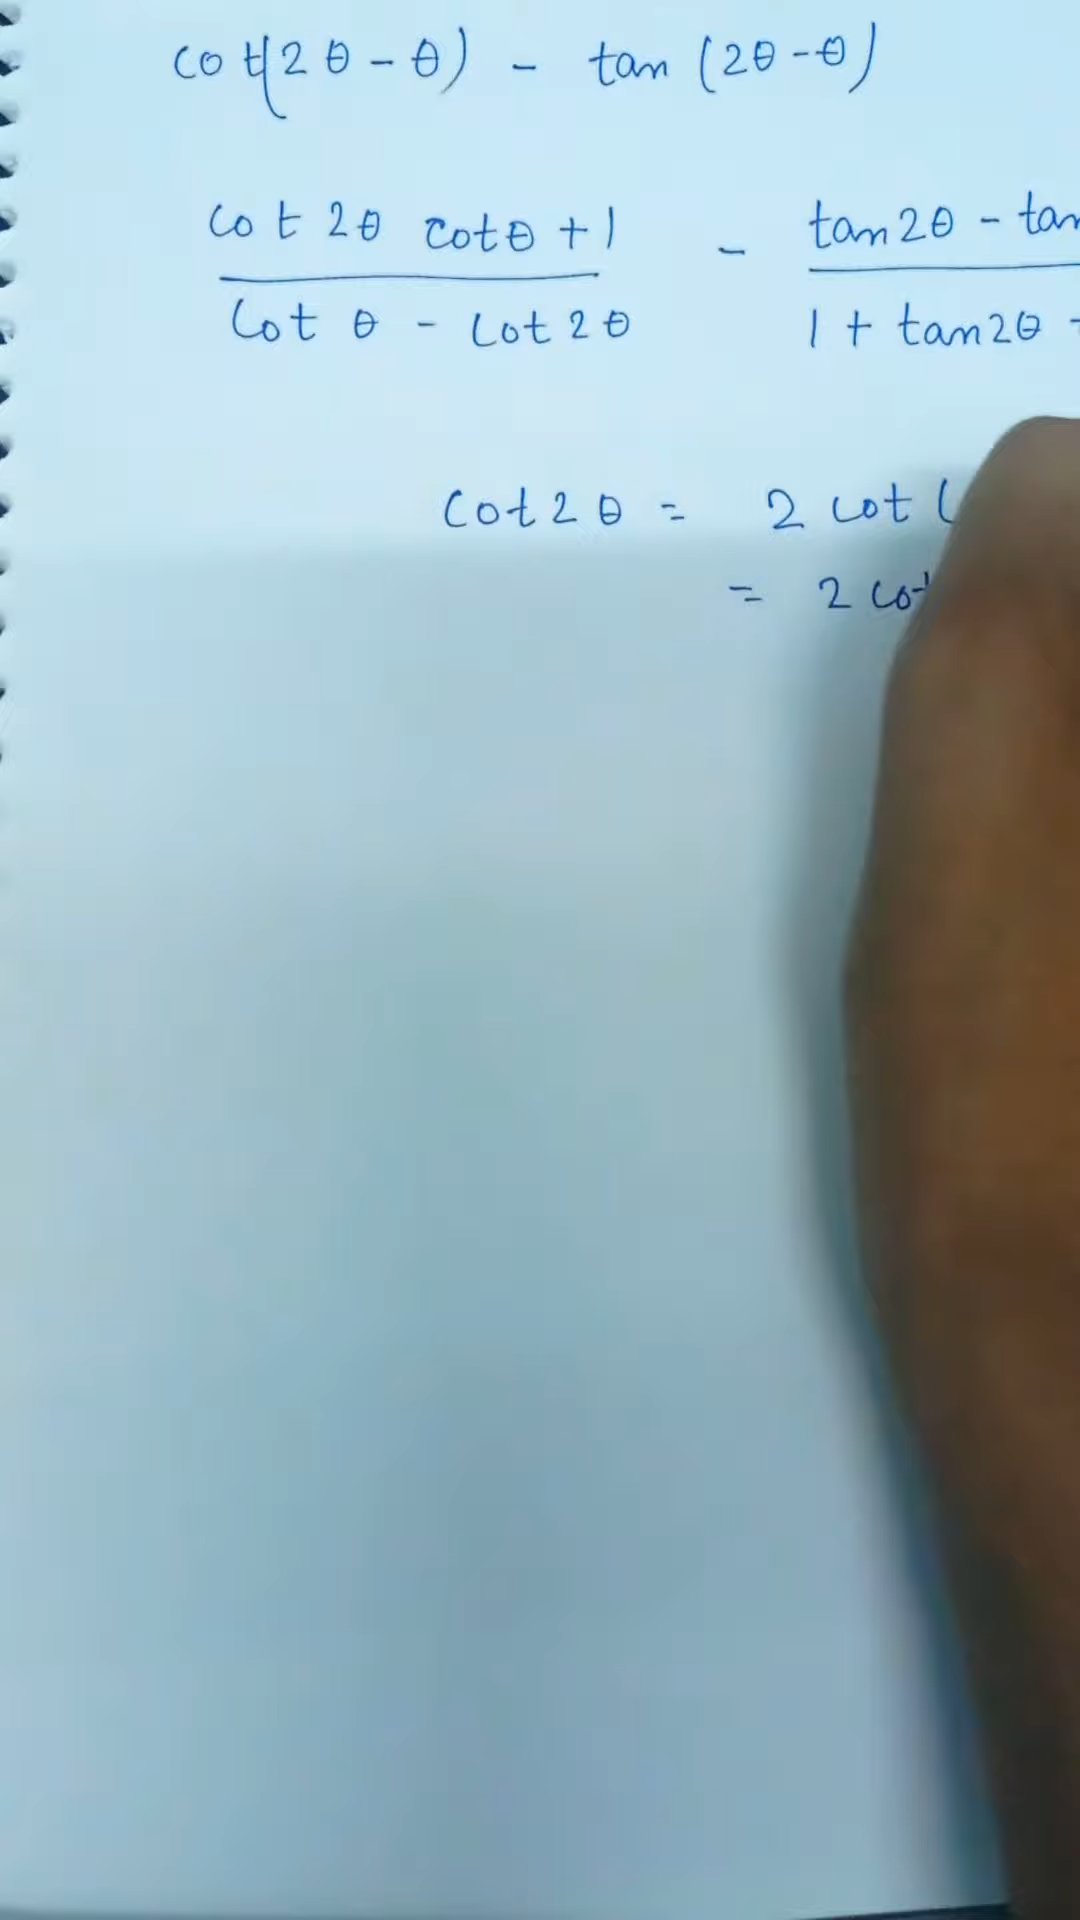 cot(2θ - θ) - tan (2θ - θ)
cot 2θ cotθ + 1 - tan2θ - tan
cot θ - cot 2θ 1 + tan2θ
cot 2θ = 2 cot (
= 2 cot